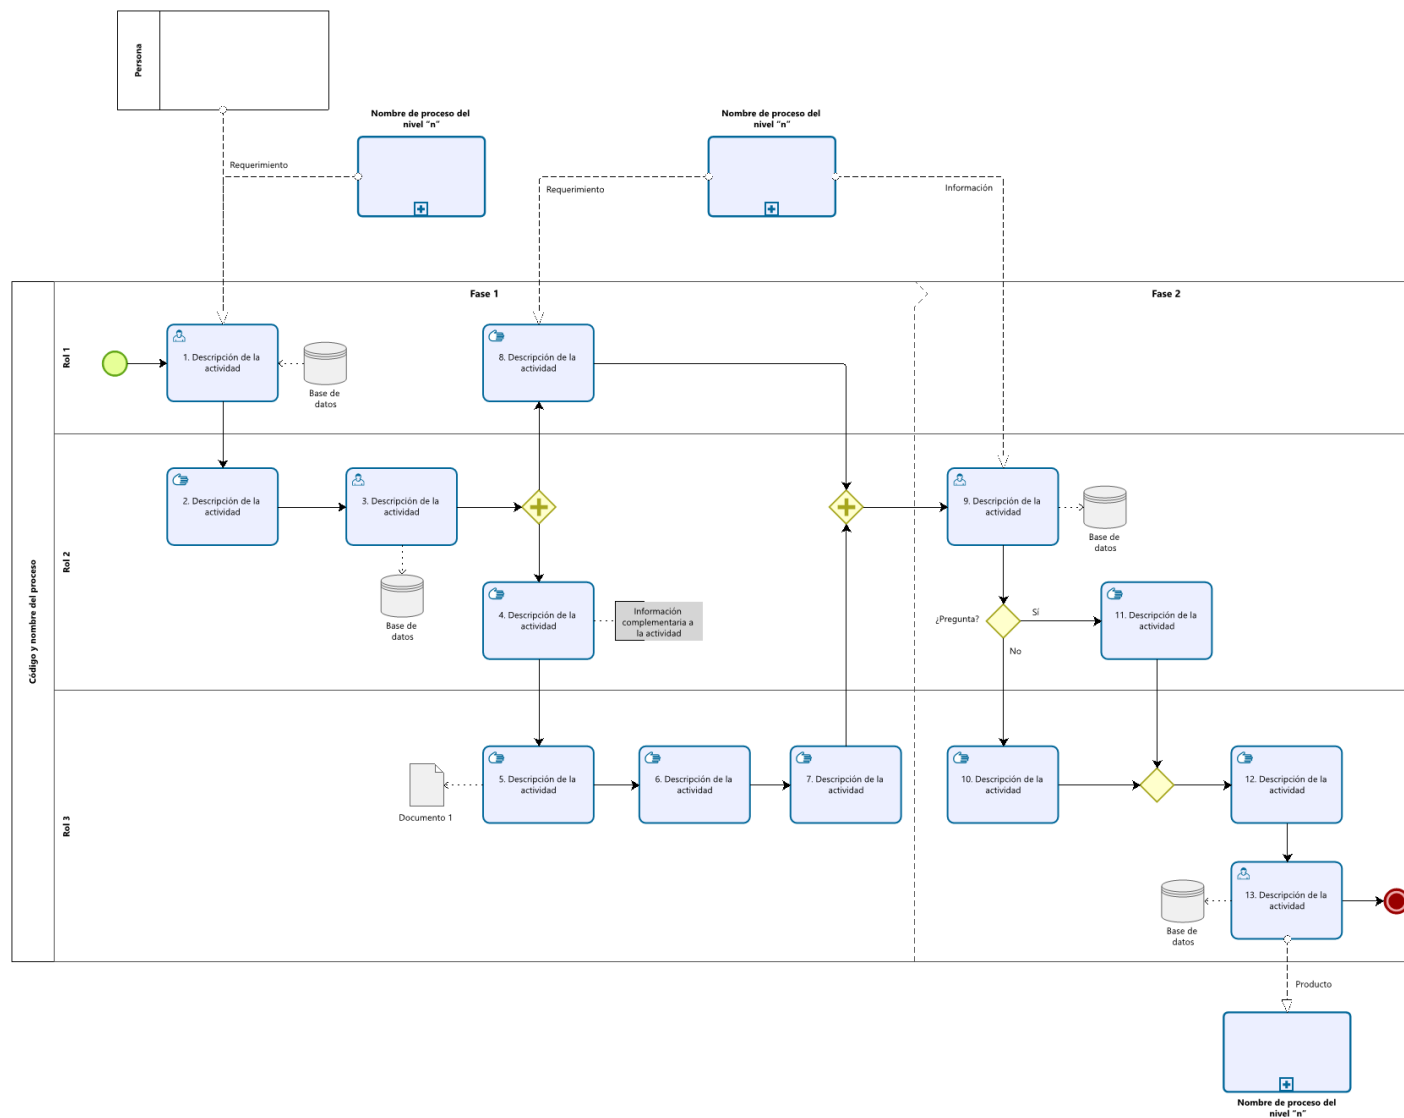 Persona
Nombre de proceso del
nivel "n"
Nombre de proceso del
nivel "n"
Requerimiento
Requerimiento
Información
Código y nombre del proceso
Fase 1
Fase 2
Rol 1
1. Descripción de la
actividad
Base de
datos
8. Descripción de la
actividad
Rol 2
2. Descripción de la
actividad
3. Descripción de la
actividad
Base de
datos
4. Descripción de la
actividad
Información
complementaria a
la actividad
9. Descripción de la
actividad
Base de
datos
¿Pregunta?
Sí
No
11. Descripción de la
actividad
Rol 3
Documento 1
5. Descripción de la
actividad
6. Descripción de la
actividad
7. Descripción de la
actividad
10. Descripción de la
actividad
12. Descripción de la
actividad
13. Descripción de la
actividad
Base de
datos
Producto
Nombre de proceso del
nivel "n"